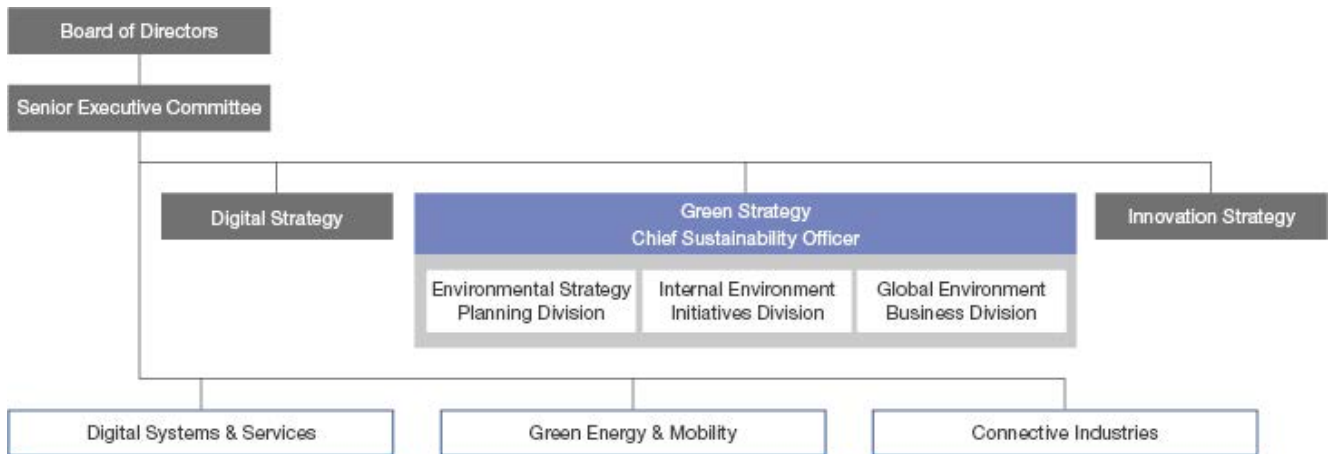 Board of Directors
Senior Executive Committee
Digital Strategy
Green Strategy
Chief Sustainability Officer
Innovation Strategy
Environmental Strategy
Planning Division
Internal Environment
Initiatives Division
Global Environment
Business Division
Digital Systems & Services
Green Energy & Mobility
Connective Industries